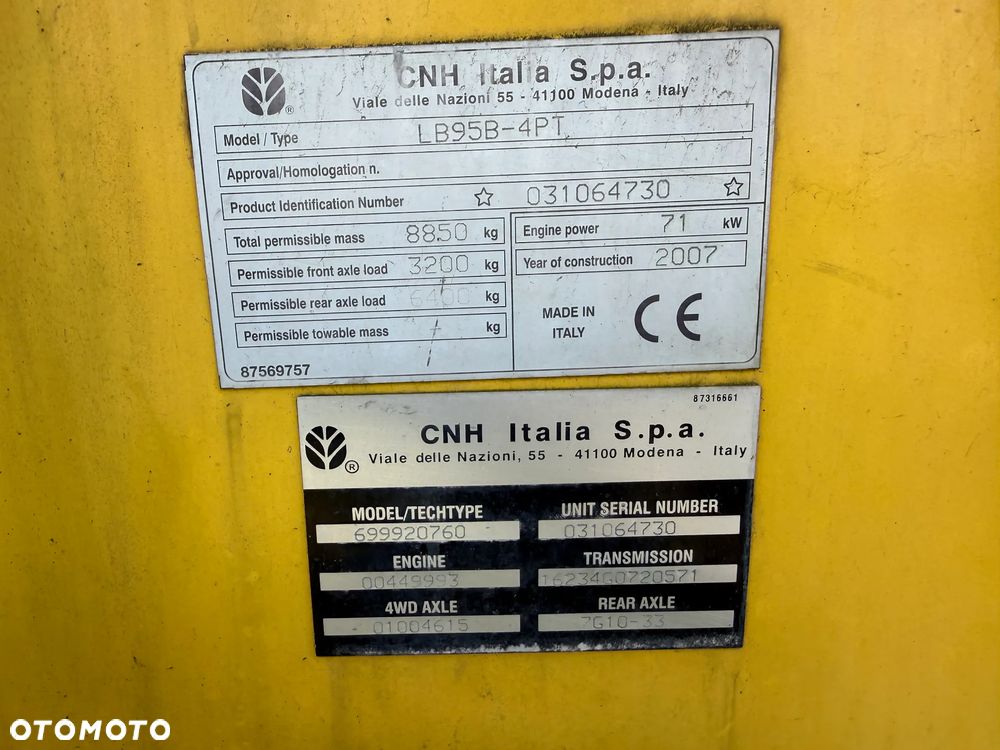 CNH Italia S.p.a.
Viale delle Nazioni 55 - 41100 Modena - Italy
®
Model / Type LB95B-4PT
Approval/Homologation n.
Product Identification Number ☆ 031064730 ☆
Total permissible mass 8850 kg
Engine power 71 kW
Permissible front axle load 3200 kg
Year of construction 2007
Permissible rear axle load 6400 kg
Permissible towable mass / kg
MADE IN
ITALY
CE
87569757
87316661
CNH Italia S.p.a.
Viale delle Nazioni, 55 - 41100 Modena - Italy
®
MODEL/TECHTYPE UNIT SERIAL NUMBER
699920760 031064730
ENGINE TRANSMISSION
00449993 16234G0720571
4WD AXLE REAR AXLE
01004615 7G10-33
OTOMOTO